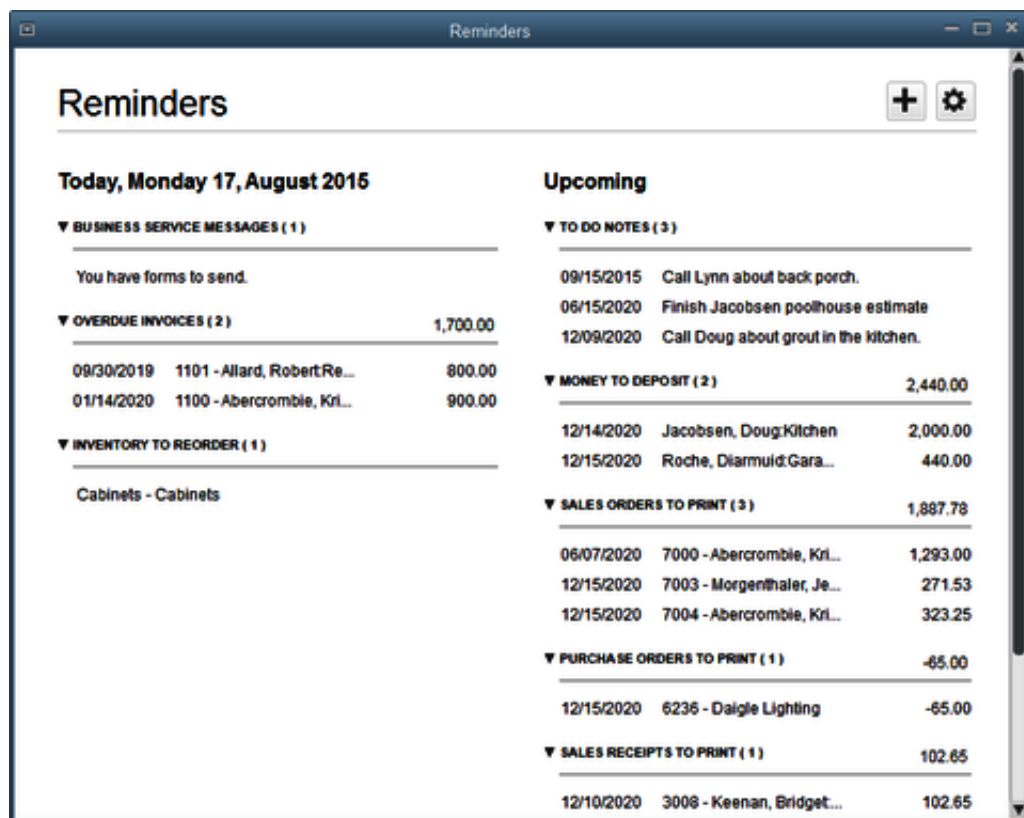 Reminders
Reminders
Today, Monday 17, August 2015
BUSINESS SERVICE MESSAGES ( 1 )
You have forms to send.
OVERDUE INVOICES ( 2 ) 1,700.00
09/30/2019 1101 - Allard, Robert:Re... 800.00
01/14/2020 1100 - Abercrombie, Kri... 900.00
INVENTORY TO REORDER ( 1 )
Cabinets - Cabinets
Upcoming
TO DO NOTES ( 3 )
09/15/2015 Call Lynn about back porch.
06/15/2020 Finish Jacobsen poolhouse estimate
12/09/2020 Call Doug about grout in the kitchen.
MONEY TO DEPOSIT ( 2 ) 2,440.00
12/14/2020 Jacobsen, Doug:Kitchen 2,000.00
12/15/2020 Roche, Diarmuid:Gara... 440.00
SALES ORDERS TO PRINT ( 3 ) 1,887.78
06/07/2020 7000 - Abercrombie, Kri... 1,293.00
12/15/2020 7003 - Morgenthaler, Je... 271.53
12/15/2020 7004 - Abercrombie, Kri... 323.25
PURCHASE ORDERS TO PRINT ( 1 ) -65.00
12/15/2020 6236 - Daigle Lighting -65.00
SALES RECEIPTS TO PRINT ( 1 ) 102.65
12/10/2020 3008 - Keenan, Bridget:... 102.65